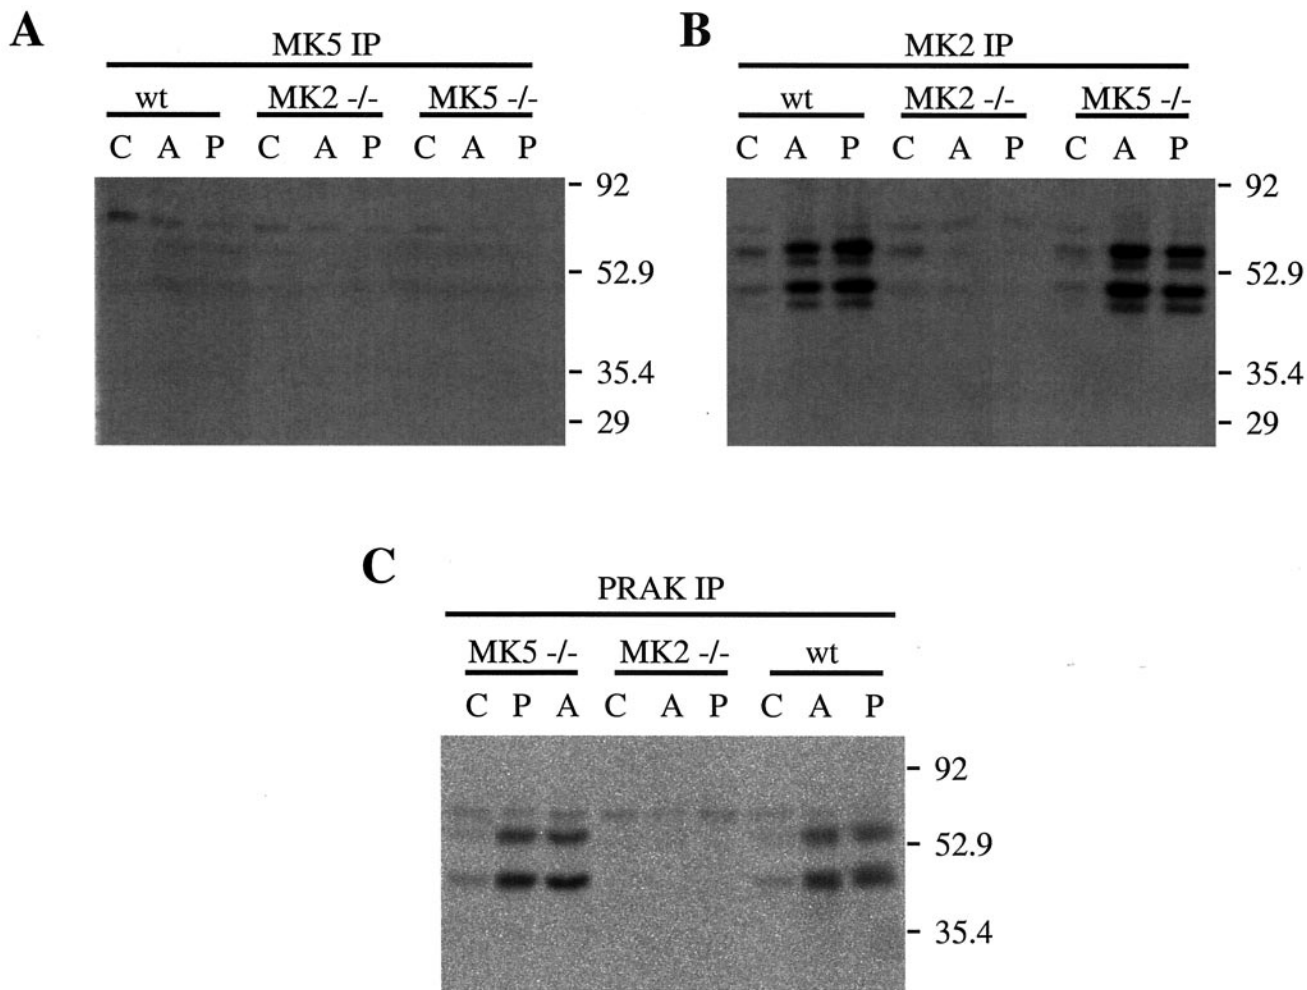 A
MK5 IP
wt MK2 -/- MK5 -/-
C A P C A P C A P
92
52.9
35.4
29
B
MK2 IP
wt MK2 -/- MK5 -/-
C A P C A P C A P
92
52.9
35.4
29
C
PRAK IP
MK5 -/- MK2 -/- wt
C P A C A P C A P
92
52.9
35.4